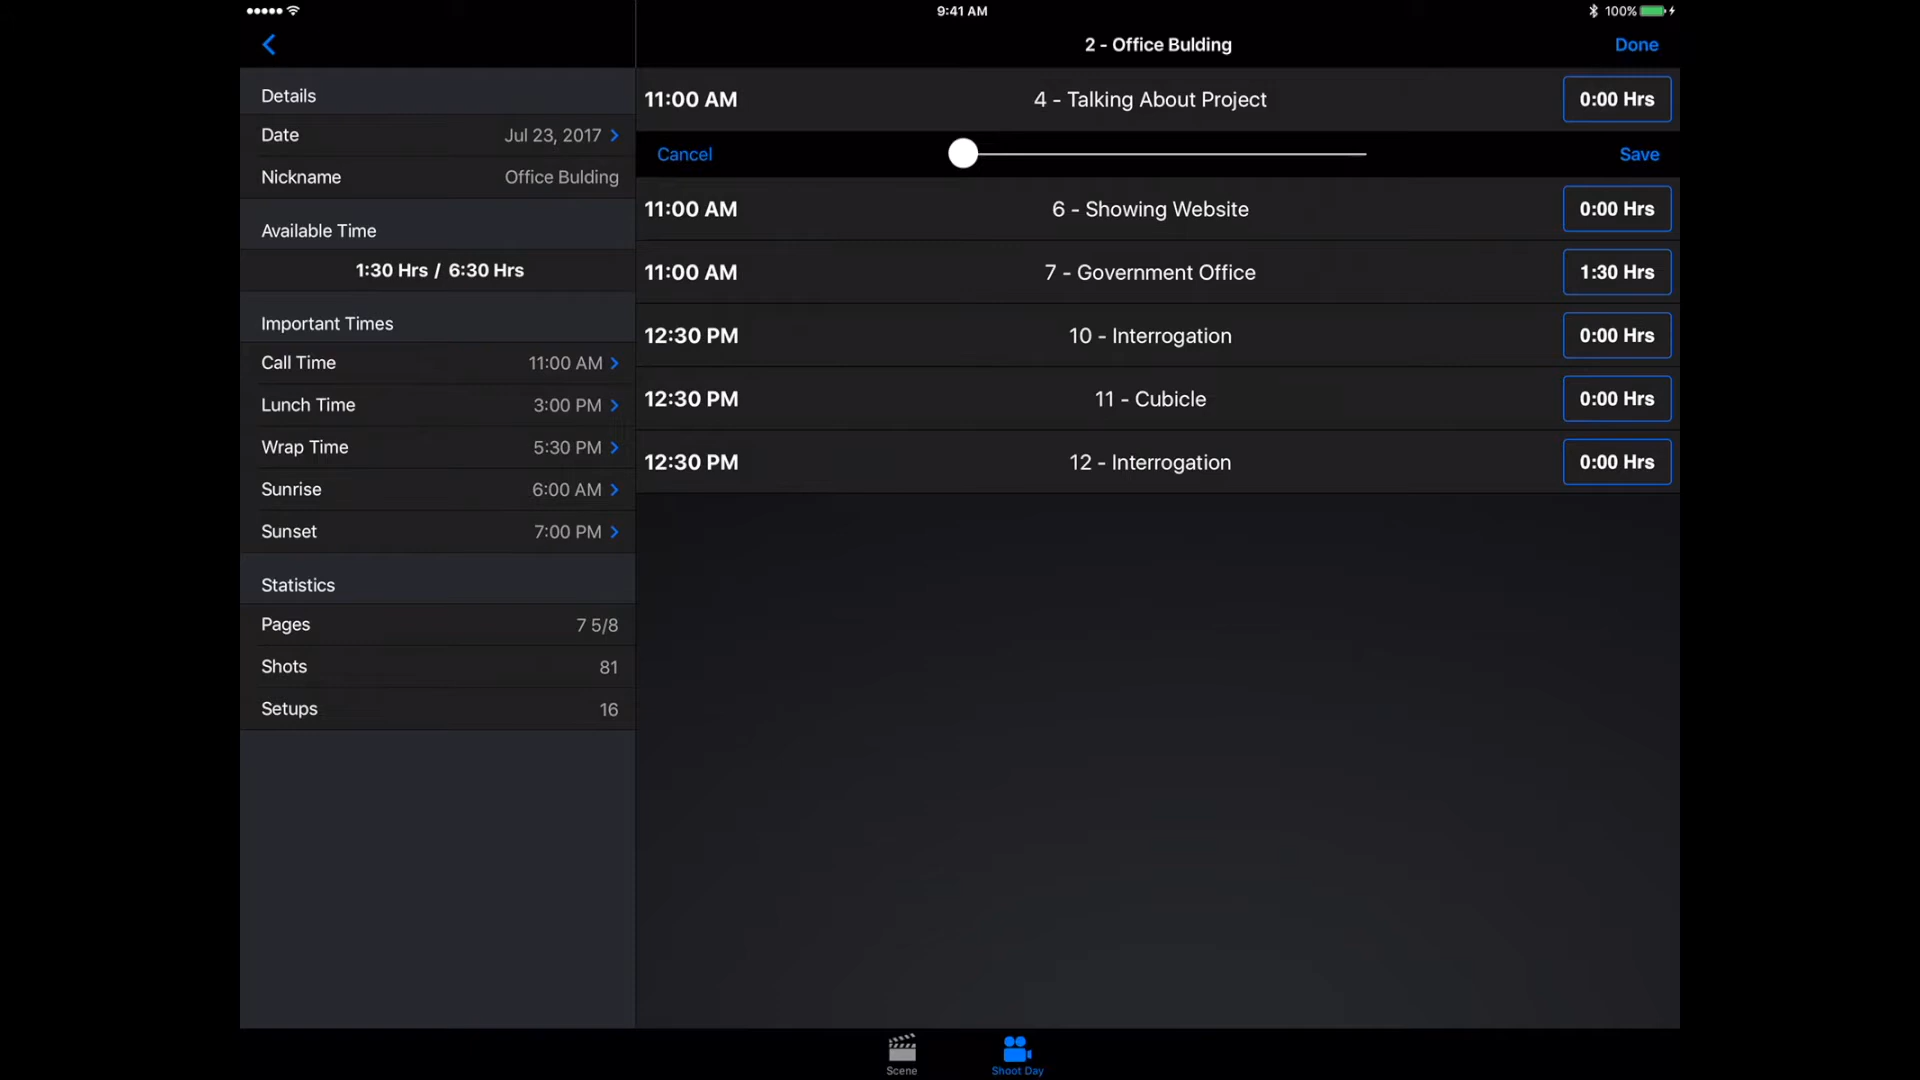 9:41 AM
100%
2 - Office Bulding
Done
Details
Date Jul 23, 2017
Nickname Office Bulding
Available Time
1:30 Hrs / 6:30 Hrs
Important Times
Call Time 11:00 AM
Lunch Time 3:00 PM
Wrap Time 5:30 PM
Sunrise 6:00 AM
Sunset 7:00 PM
Statistics
Pages 7 5/8
Shots 81
Setups 16
11:00 AM 4 - Talking About Project 0:00 Hrs
Cancel Save
11:00 AM 6 - Showing Website 0:00 Hrs
11:00 AM 7 - Government Office 1:30 Hrs
12:30 PM 10 - Interrogation 0:00 Hrs
12:30 PM 11 - Cubicle 0:00 Hrs
12:30 PM 12 - Interrogation 0:00 Hrs
Scene Shoot Day